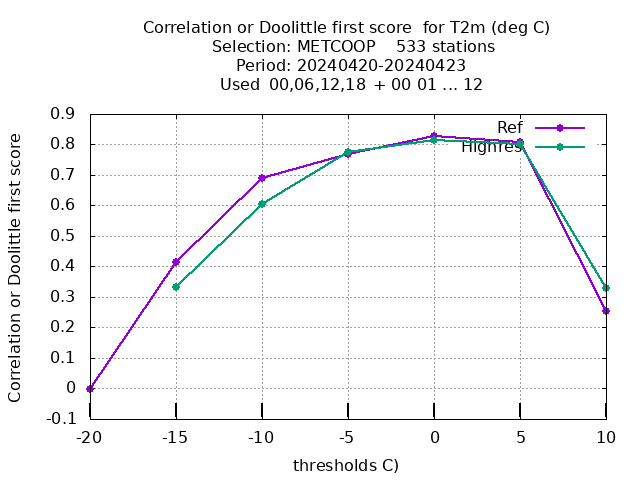 Correlation or Doolittle first score  for T2m (deg C)
Selection: METCOOP    533 stations
Period: 20240420-20240423
Used  00,06,12,18  + 00 01 ... 12
Correlation or Doolittle first score
0.9
0.8
0.7
0.6
0.5
0.4
0.3
0.2
0.1
0
-0.1
Ref
Highres
-20 -15 -10 -5 0 5 10
thresholds C)